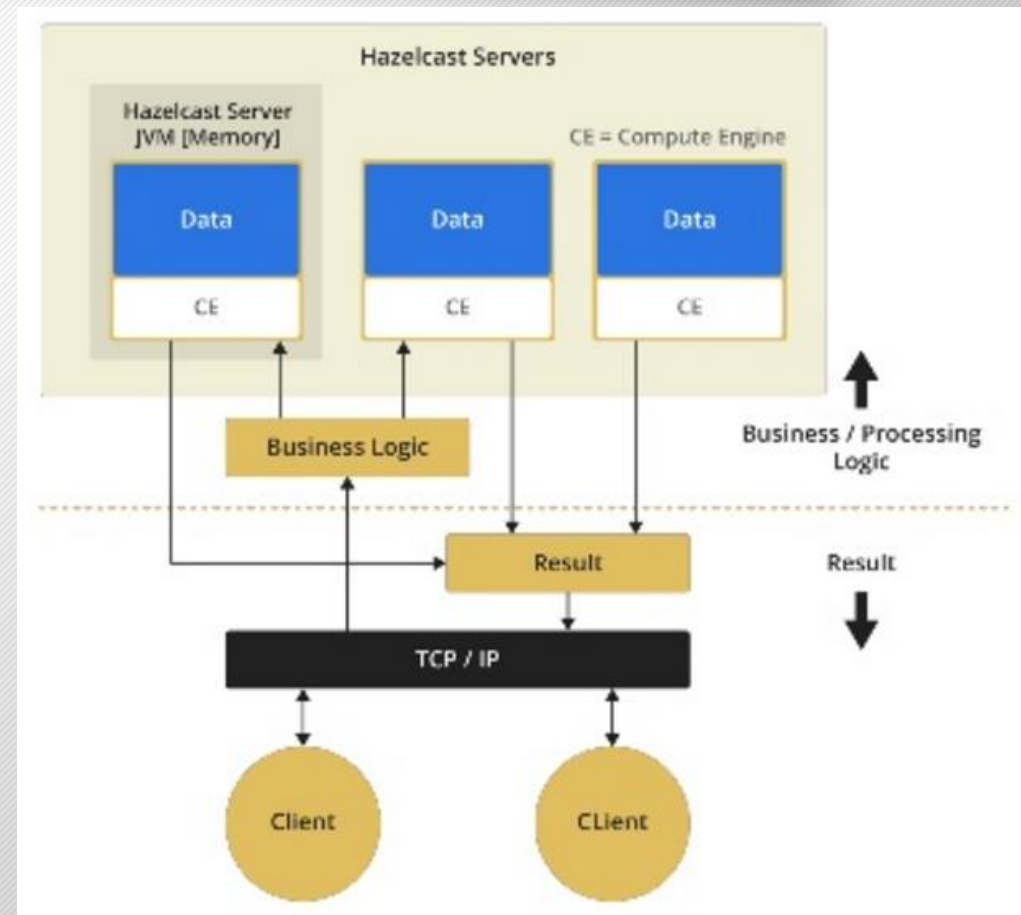 Hazelcast Servers
Hazelcast Server
JVM [Memory]
CE = Compute Engine
Data
Data
Data
CE
CE
CE
Business Logic
Business / Processing
Logic
Result
Result
TCP / IP
Client
CLient